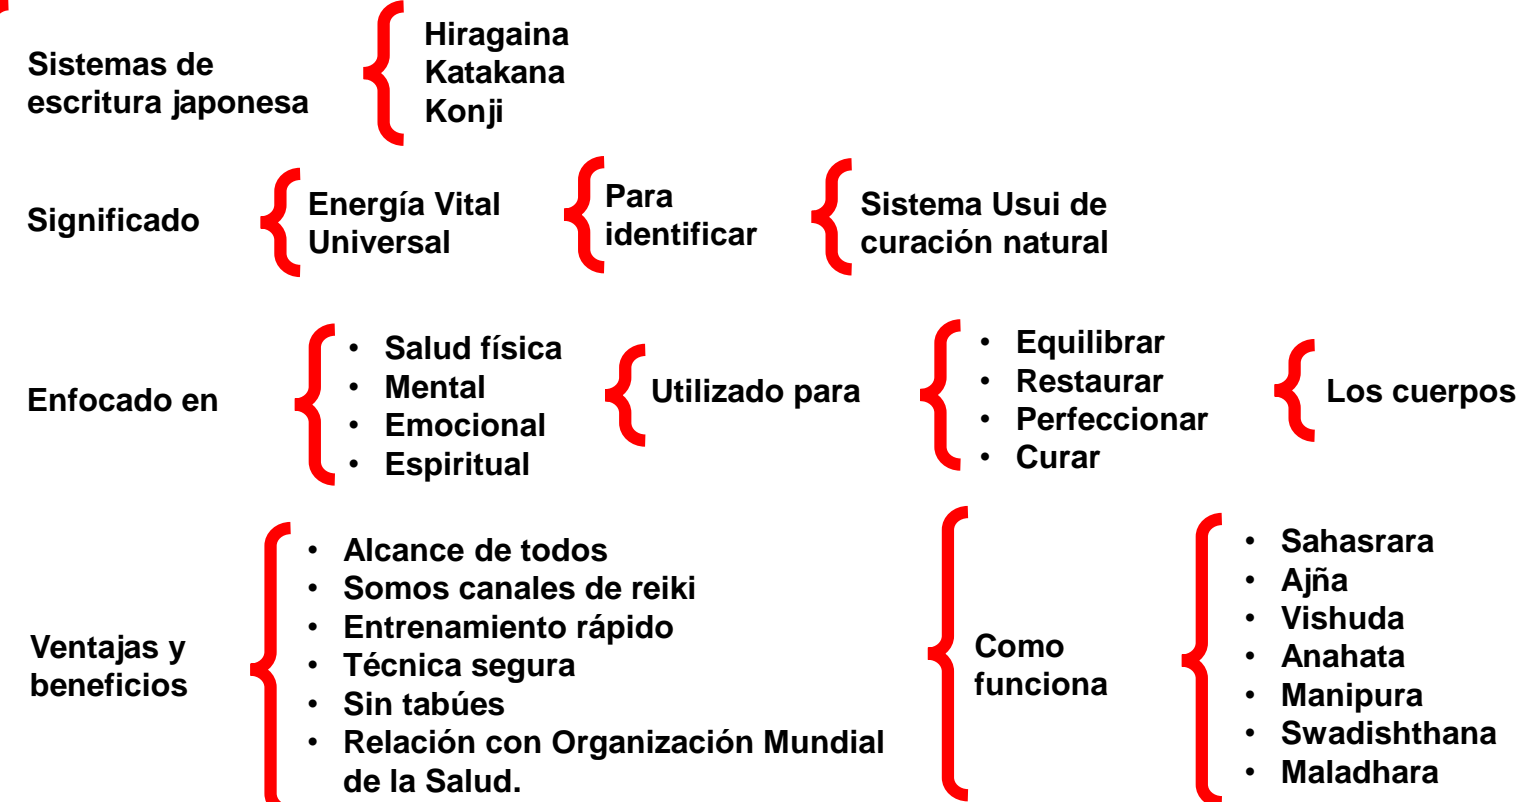 Sistemas de
escritura japonesa
Hiragaina
Katakana
Konji
Significado
Energía Vital
Universal
Para
identificar
Sistema Usui de
curación natural
Enfocado en
• Salud física
• Mental
• Emocional
• Espiritual
Utilizado para
• Equilibrar
• Restaurar
• Perfeccionar
• Curar
Los cuerpos
Ventajas y
beneficios
• Alcance de todos
• Somos canales de reiki
• Entrenamiento rápido
• Técnica segura
• Sin tabúes
• Relación con Organización Mundial
de la Salud.
Como
funciona
• Sahasrara
• Ajña
• Vishuda
• Anahata
• Manipura
• Swadishthana
• Maladhara